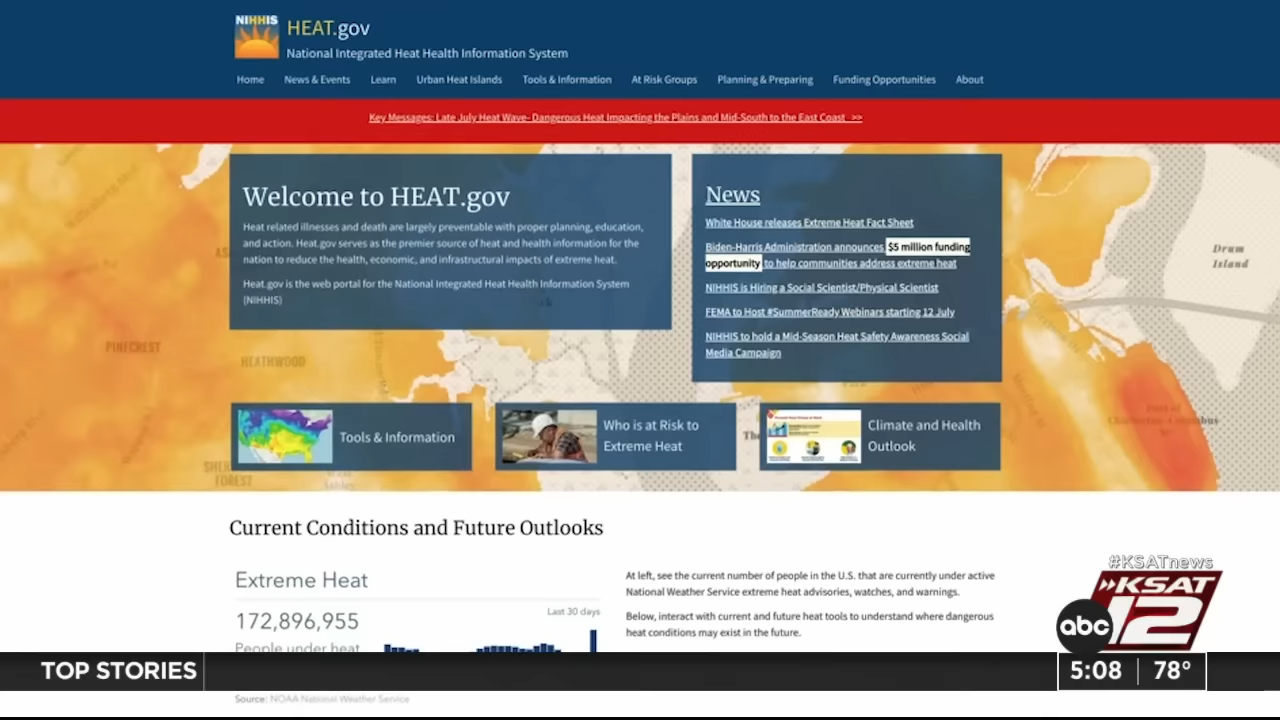 NIHHIS
HEAT.gov
National Integrated Heat Health Information System
Home News & Events Learn Urban Heat Islands Tools & Information At Risk Groups Planning & Preparing Funding Opportunities About
Key Messages: Late July Heat Wave- Dangerous Heat Impacting the Plains and Mid-South to the East Coast >>
Welcome to HEAT.gov
Heat related illnesses and death are largely preventable with proper planning, education,
and action. Heat.gov serves as the premier source of heat and health information for the
nation to reduce the health, economic, and infrastructural impacts of extreme heat.
Heat.gov is the web portal for the National Integrated Heat Health Information System
(NIHHIS)
News
White House releases Extreme Heat Fact Sheet
Biden-Harris Administration announces $5 million funding
opportunity to help communities address extreme heat
NIHHIS is Hiring a Social Scientist/Physical Scientist
FEMA to Host #SummerReady Webinars starting 12 July
NIHHIS to hold a Mid-Season Heat Safety Awareness Social
Media Campaign
Drum
Island
PINECREST
HEATHWOOD
FOREST
Tools & Information
Who is at Risk to
Extreme Heat
Climate and Health
Outlook
Current Conditions and Future Outlooks
Extreme Heat
172,896,955
People under heat
Last 30 days
At left, see the current number of people in the U.S. that are currently under active
National Weather Service extreme heat advisories, watches, and warnings.
Below, interact with current and future heat tools to understand where dangerous
heat conditions may exist in the future.
#KSATnews
KSAT
abc 12
TOP STORIES
5:08 78°
Source: NOAA National Weather Service